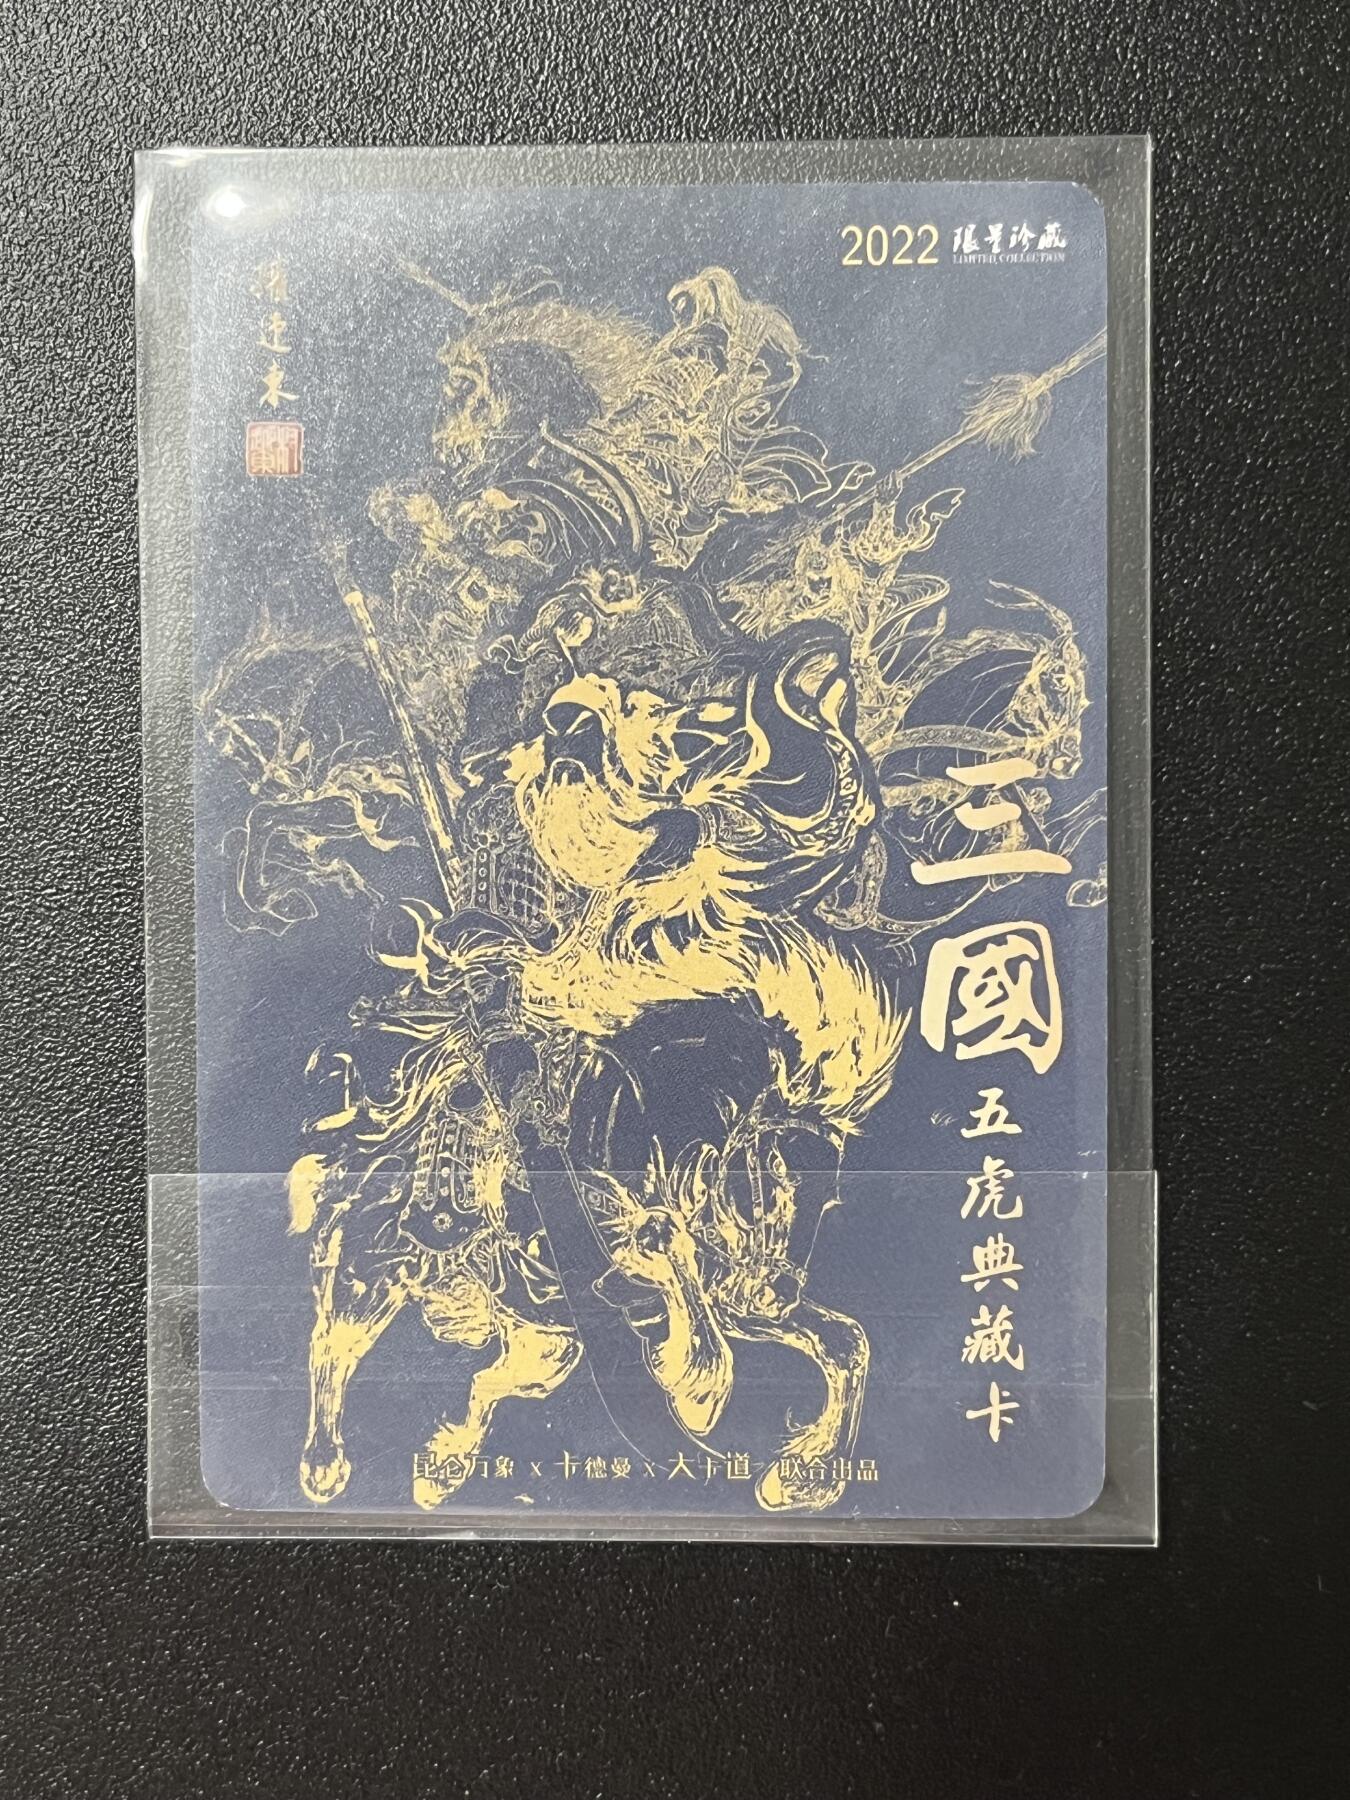 2022 限量珍藏
LIMITED COLLECTION
三國
五虎典藏卡
昆仑万象 x 卡德曼 x 大卡道 联合出品